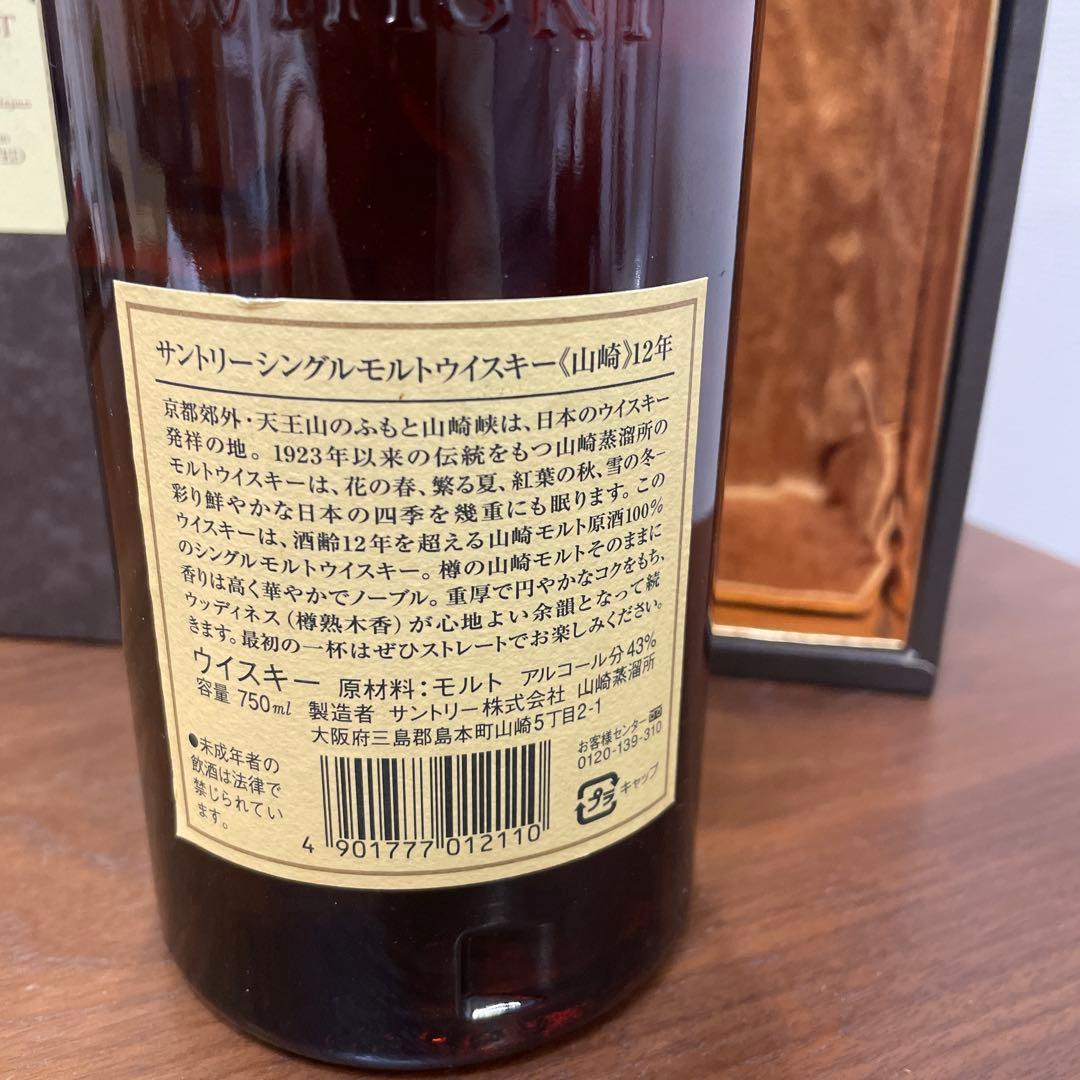 WHISKY
サントリーシングルモルトウイスキー《山崎》12年
京都郊外・天王山のふもと山崎峡は、日本のウイスキー
発祥の地。1923年以来の伝統をもつ山崎蒸溜所の
モルトウイスキーは、花の春、繁る夏、紅葉の秋、雪の冬−
彩り鮮やかな日本の四季を幾重にも眠ります。この
ウイスキーは、酒齢12年を超える山崎モルト原酒100%
のシングルモルトウイスキー。樽の山崎モルトそのままに
香りは高く華やかでノーブル。重厚で円やかなコクをもち、
ウッディネス(樽熟木香)が心地よい余韻となって続
きます。最初の一杯はぜひストレートでお楽しみください。
ウイスキー 原材料:モルト アルコール分43%
容量 750ml 製造者 サントリー株式会社 山崎蒸溜所
大阪府三島郡島本町山崎5丁目2-1
●未成年者の
飲酒は法律で
禁じられてい
ます。
お客様センター
0120-139-310
プラ キャップ
4 901777 012110